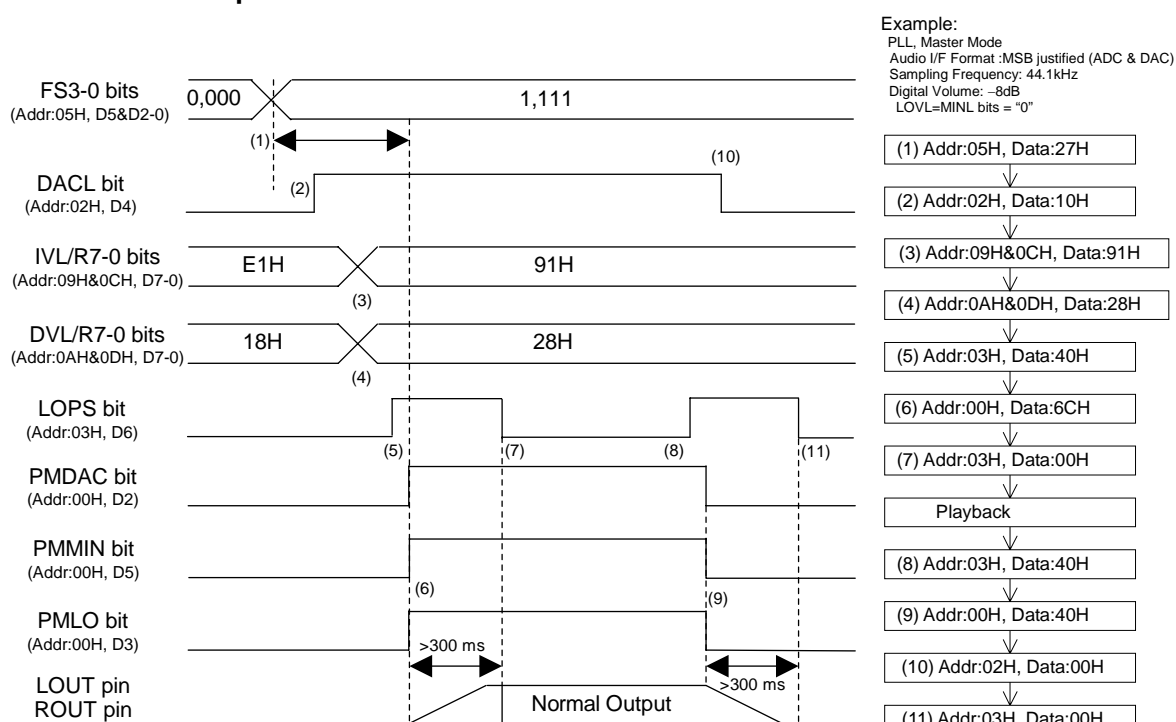 Example:
PLL, Master Mode
Audio I/F Format :MSB justified (ADC & DAC)
Sampling Frequency: 44.1kHz
Digital Volume: −8dB
LOVL=MINL bits = “0”
FS3-0 bits
(Addr:05H, D5&D2-0)
0,000
1,111
(1)
DACL bit
(Addr:02H, D4)
(2)
(10)
IVL/R7-0 bits
(Addr:09H&0CH, D7-0)
E1H
91H
(3)
DVL/R7-0 bits
(Addr:0AH&0DH, D7-0)
18H
28H
(4)
LOPS bit
(Addr:03H, D6)
(5)
(7)
(8)
(11)
PMDAC bit
(Addr:00H, D2)
PMMIN bit
(Addr:00H, D5)
(6)
(9)
PMLO bit
(Addr:00H, D3)
>300 ms
>300 ms
LOUT pin
ROUT pin
Normal Output
(1) Addr:05H, Data:27H
(2) Addr:02H, Data:10H
(3) Addr:09H&0CH, Data:91H
(4) Addr:0AH&0DH, Data:28H
(5) Addr:03H, Data:40H
(6) Addr:00H, Data:6CH
(7) Addr:03H, Data:00H
Playback
(8) Addr:03H, Data:40H
(9) Addr:00H, Data:40H
(10) Addr:02H, Data:00H
(11) Addr:03H, Data:00H